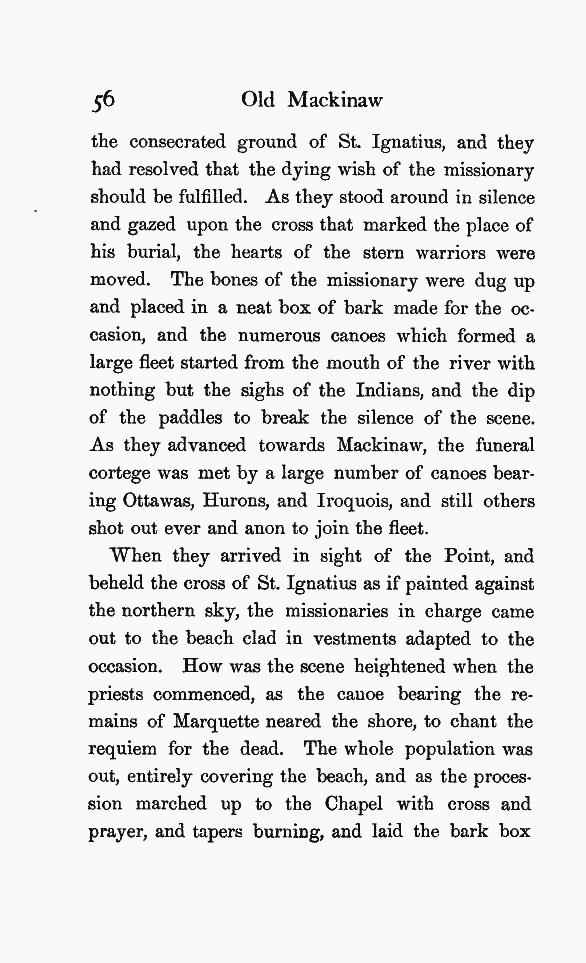 56 Old Mackinaw
the consecrated ground of St. Ignatius, and they
had resolved that the dying wish of the missionary
should be fulfilled. As they stood around in silence
and gazed upon the cross that marked the place of
his burial, the hearts of the stern warriors were
moved. The bones of the missionary were dug up
and placed in a neat box of bark made for the oc-
casion, and the numerous canoes which formed a
large fleet started from the mouth of the river with
nothing but the sighs of the Indians, and the dip
of the paddles to break the silence of the scene.
As they advanced towards Mackinaw, the funeral
cortege was met by a large number of canoes bear-
ing Ottawas, Hurons, and Iroquois, and still others
shot out ever and anon to join the fleet.
When they arrived in sight of the Point, and
beheld the cross of St. Ignatius as if painted against
the northern sky, the missionaries in charge came
out to the beach clad in vestments adapted to the
occasion. How was the scene heightened when the
priests commenced, as the canoe bearing the re-
mains of Marquette neared the shore, to chant the
requiem for the dead. The whole population was
out, entirely covering the beach, and as the proces-
sion marched up to the Chapel with cross and
prayer, and tapers burning, and laid the bark box